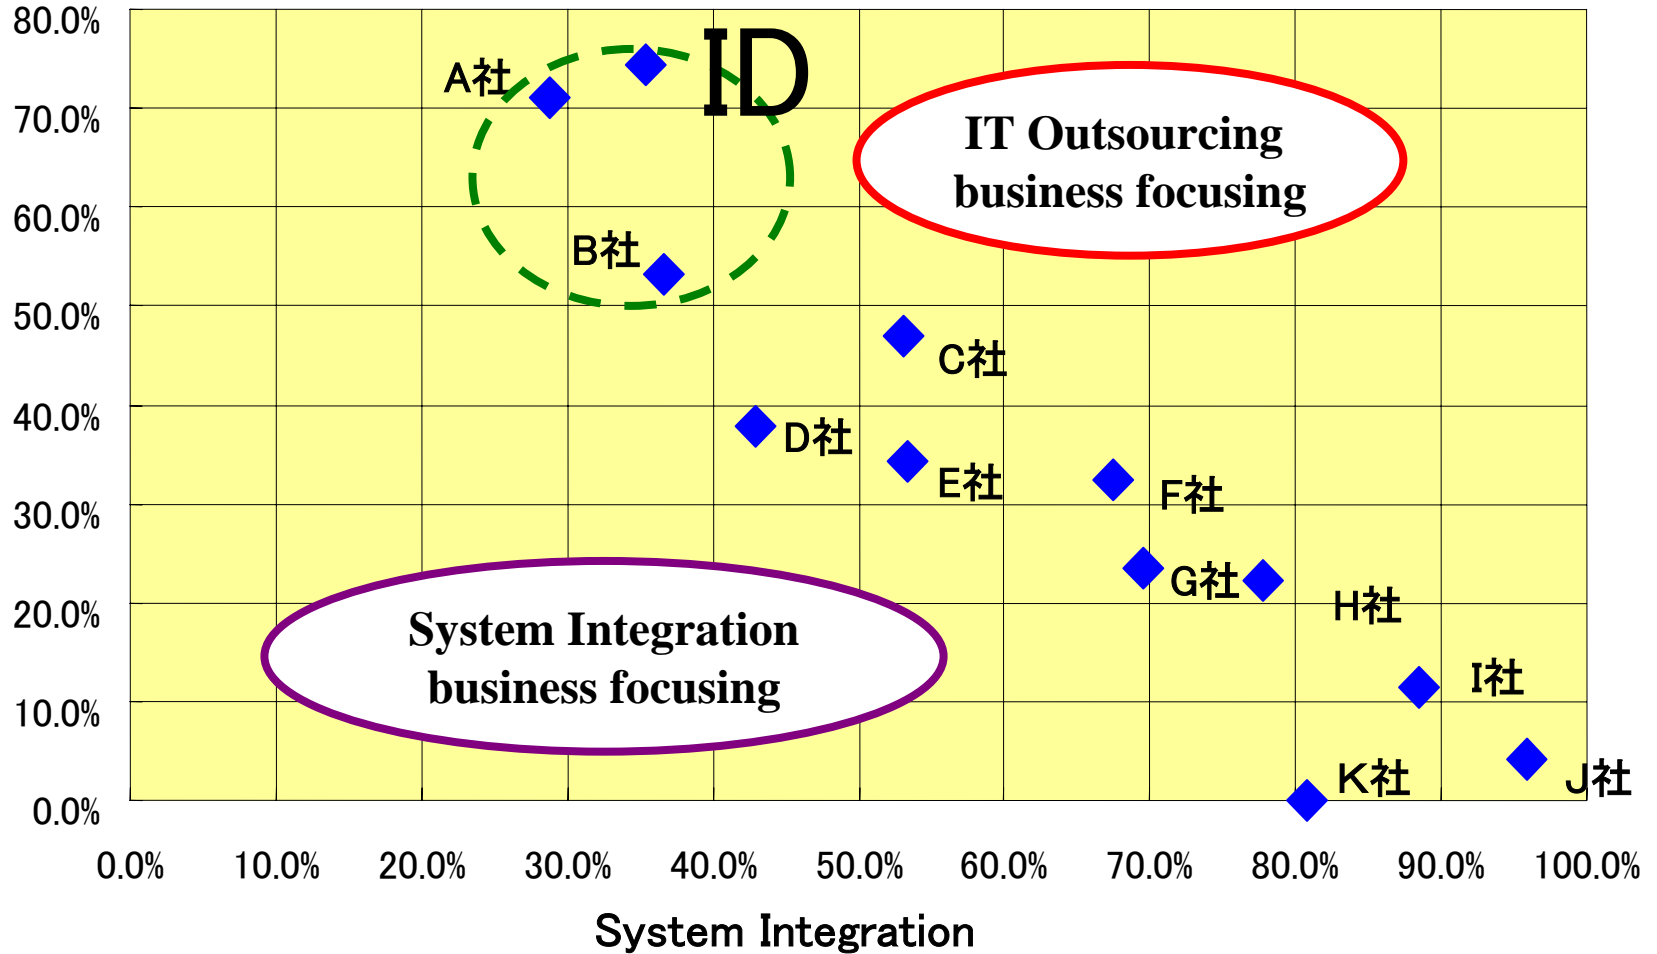 80.0%
70.0%
60.0%
50.0%
40.0%
30.0%
20.0%
10.0%
0.0%
A社
ID
IT Outsourcing
business focusing
B社
C社
D社
E社
F社
G社
H社
System Integration
business focusing
I社
K社
J社
0.0% 10.0% 20.0% 30.0% 40.0% 50.0% 60.0% 70.0% 80.0% 90.0% 100.0%
System Integration